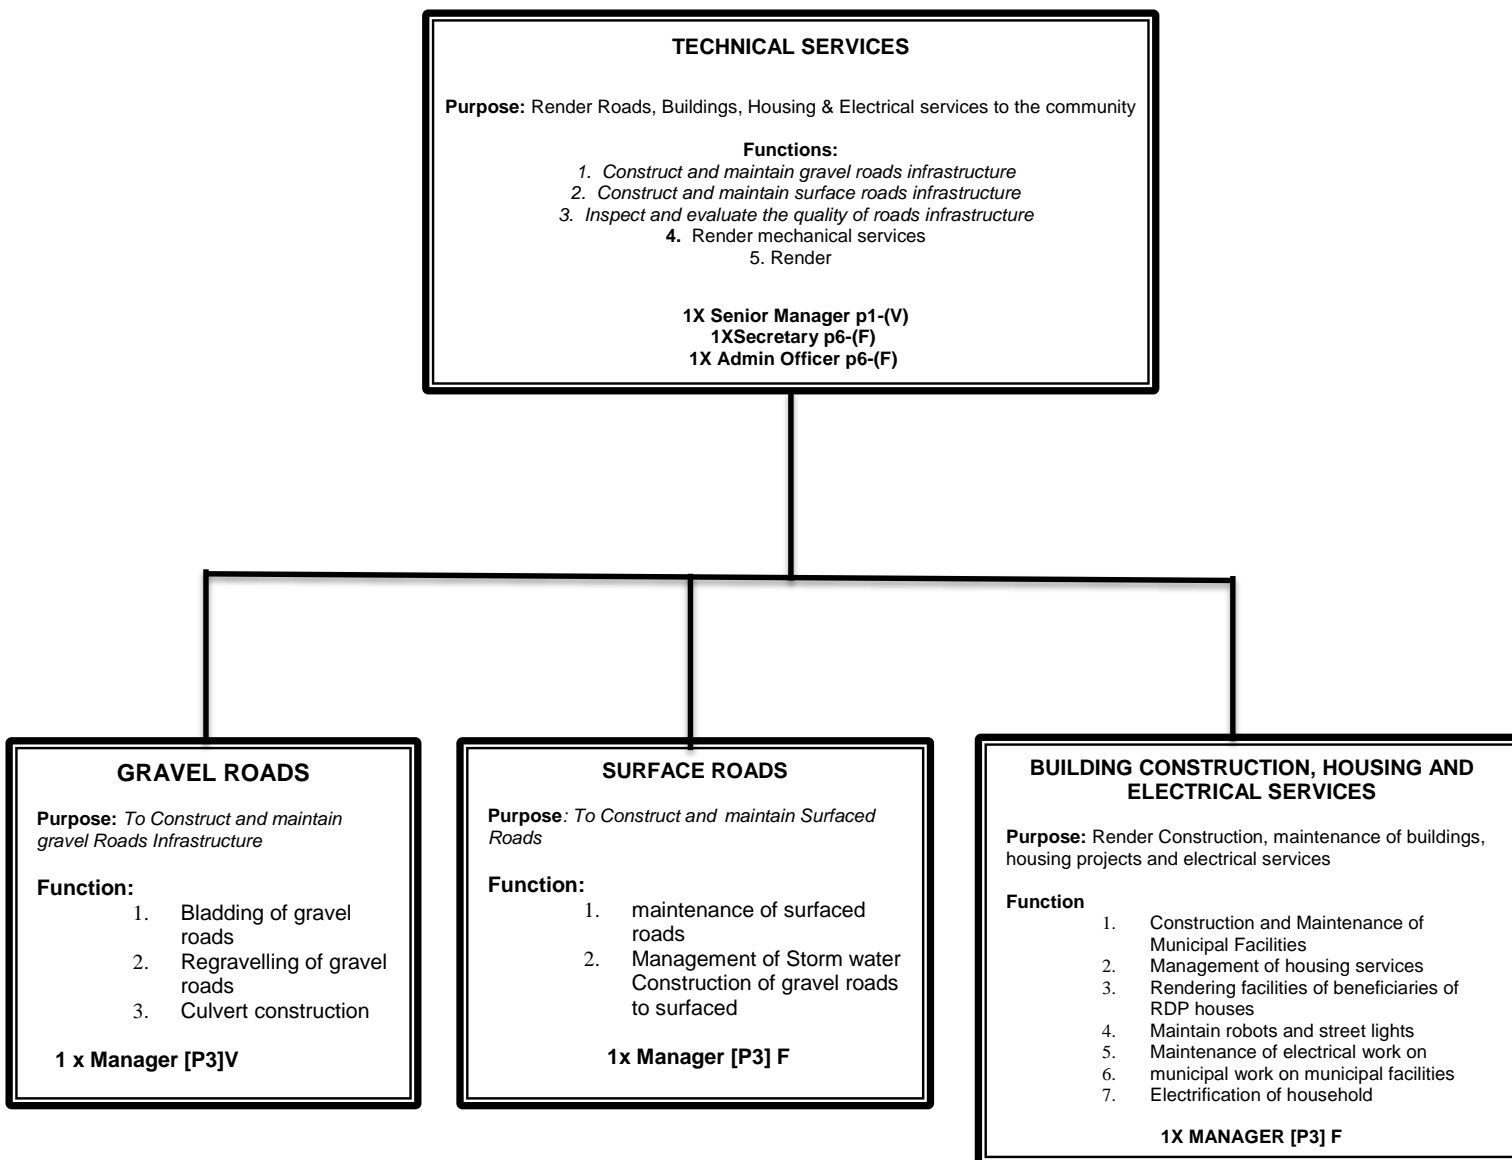 TECHNICAL SERVICES
Purpose: Render Roads, Buildings, Housing & Electrical services to the community
Functions:
1. Construct and maintain gravel roads infrastructure
2. Construct and maintain surface roads infrastructure
3. Inspect and evaluate the quality of roads infrastructure
4. Render mechanical services
5. Render
1X Senior Manager p1-(V)
1XSecretary p6-(F)
1X Admin Officer p6-(F)
GRAVEL ROADS
Purpose: To Construct and maintain
gravel Roads Infrastructure
Function:
1. Bladding of gravel
roads
2. Regravelling of gravel
roads
3. Culvert construction
1 x Manager [P3]V
SURFACE ROADS
Purpose: To Construct and maintain Surfaced
Roads
Function:
1. maintenance of surfaced
roads
2. Management of Storm water
Construction of gravel roads
to surfaced
1x Manager [P3] F
BUILDING CONSTRUCTION, HOUSING AND
ELECTRICAL SERVICES
Purpose: Render Construction, maintenance of buildings,
housing projects and electrical services
Function
1. Construction and Maintenance of
Municipal Facilities
2. Management of housing services
3. Rendering facilities of beneficiaries of
RDP houses
4. Maintain robots and street lights
5. Maintenance of electrical work on
6. municipal work on municipal facilities
7. Electrification of household
1X MANAGER [P3] F